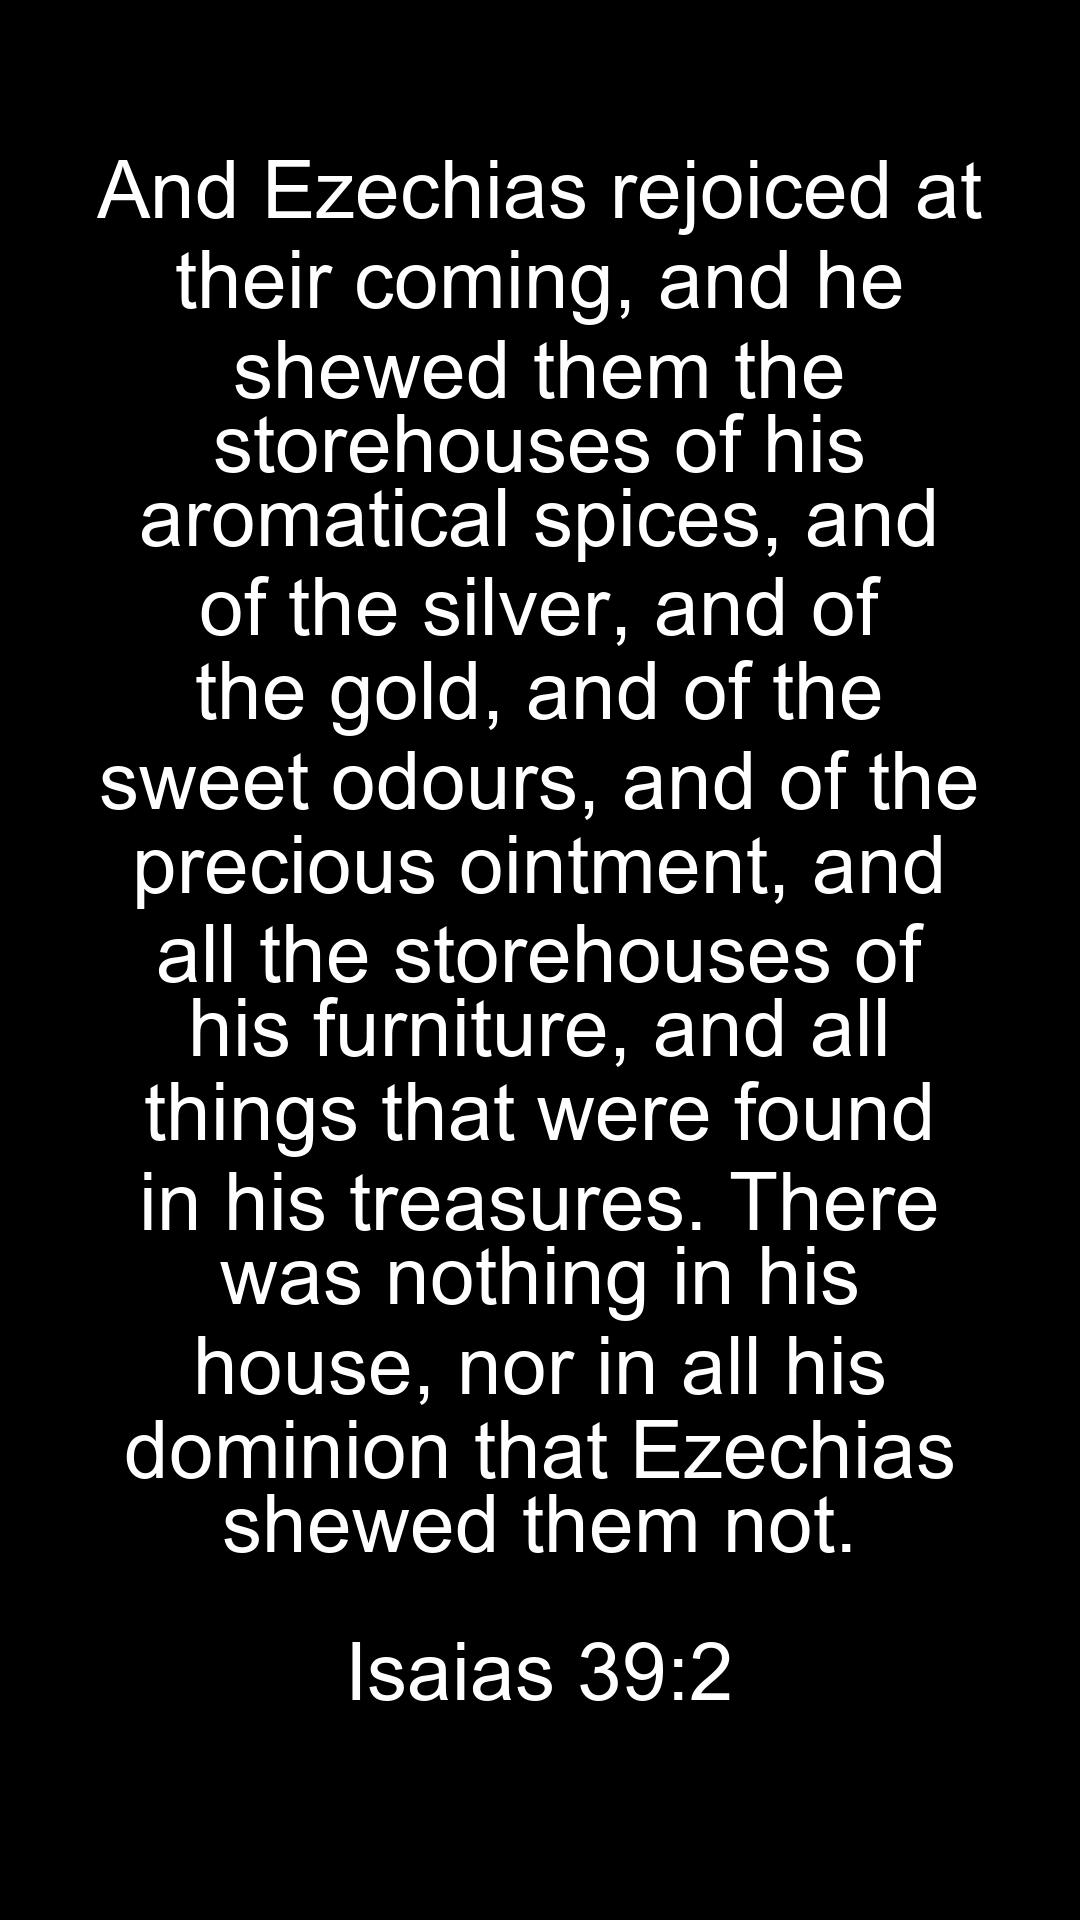 And Ezechias rejoiced at
their coming, and he
shewed them the
storehouses of his
aromatical spices, and
of the silver, and of
the gold, and of the
sweet odours, and of the
precious ointment, and
all the storehouses of
his furniture, and all
things that were found
in his treasures. There
was nothing in his
house, nor in all his
dominion that Ezechias
shewed them not.
Isaias 39:2